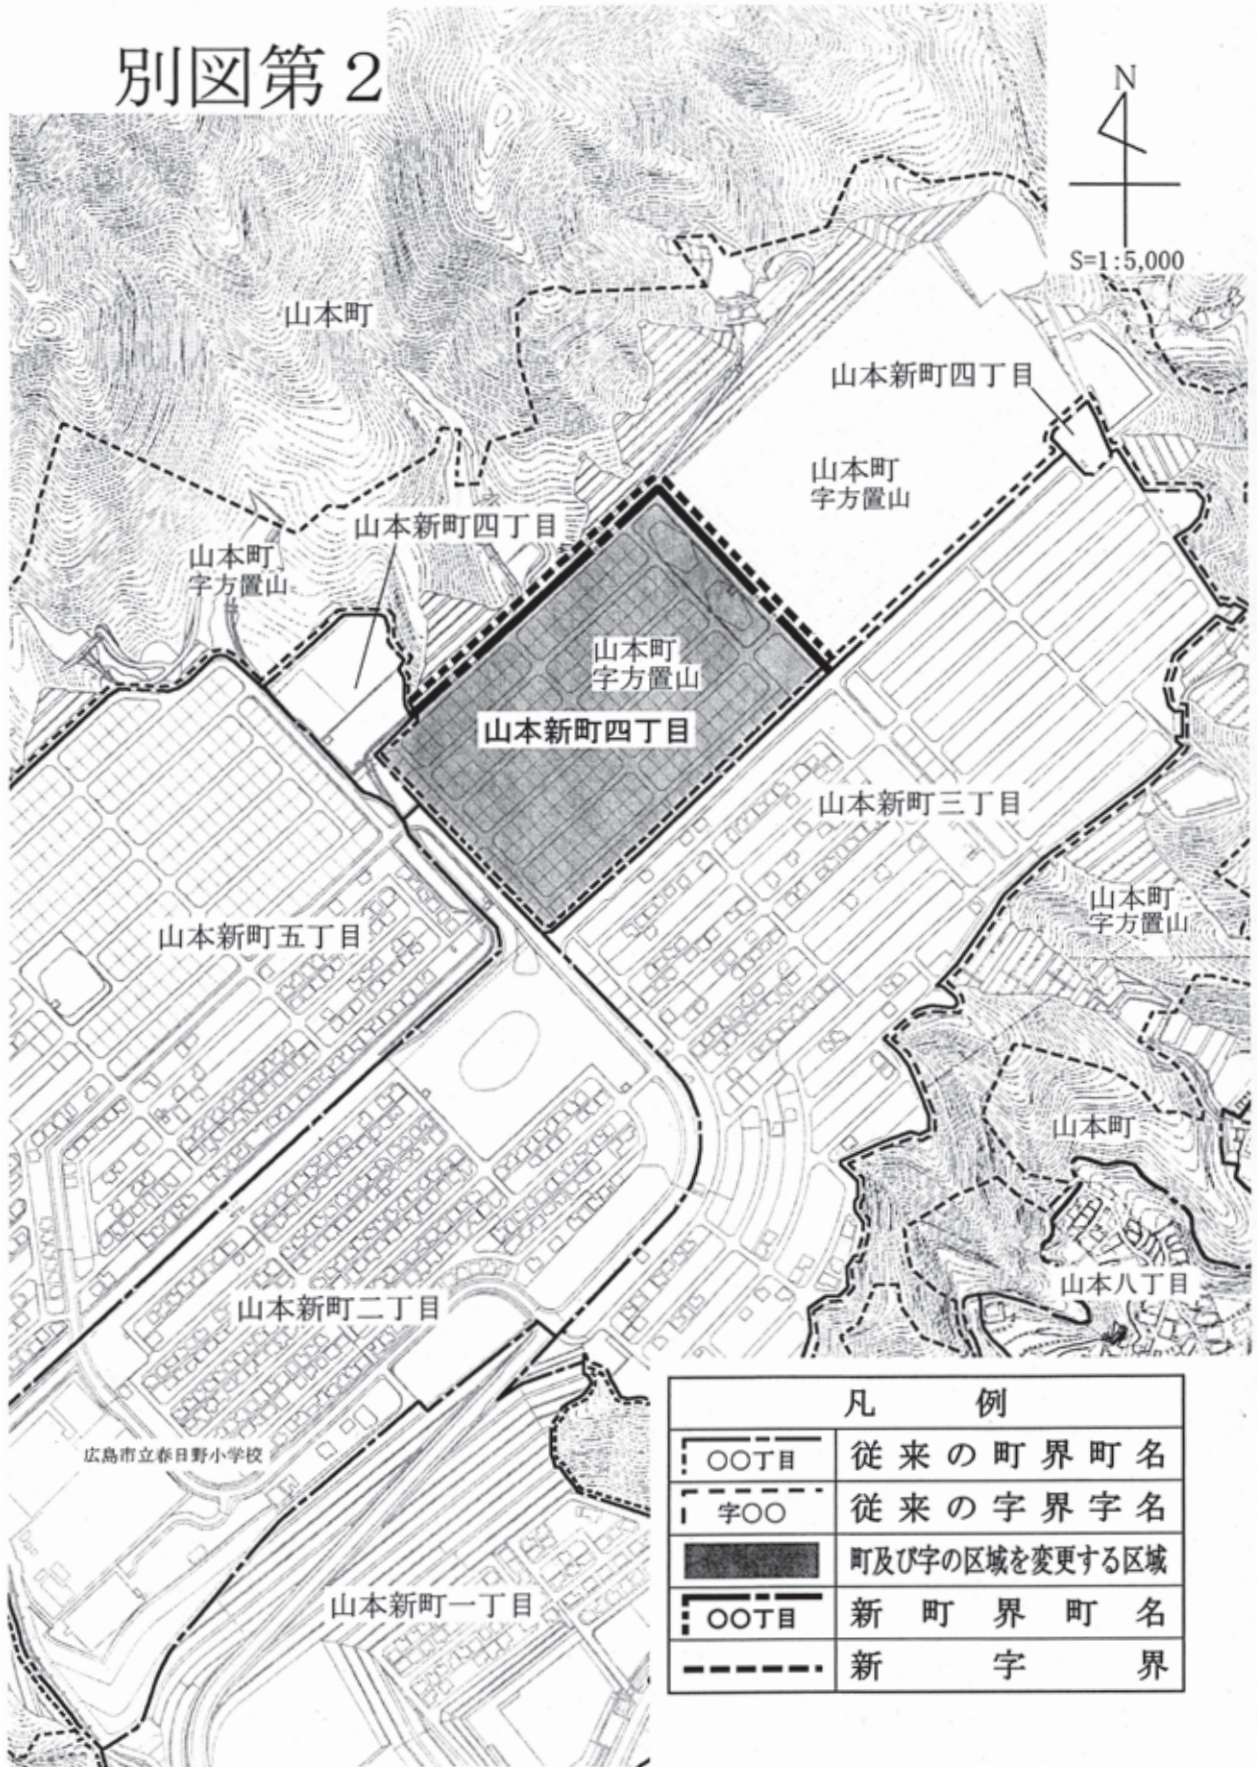 別図第２
N
S=1:5,000
山本町
山本新町四丁目
山本町
字方置山
山本新町四丁目
山本町
字方置山
山本町
字方置山
山本新町四丁目
山本新町三丁目
山本町
字方置山
山本新町五丁目
山本町
山本八丁目
山本新町二丁目
広島市立春日野小学校
山本新町一丁目
凡例
〇〇丁目 従来の町界町名
字〇〇 従来の字界字名
町及び字の区域を変更する区域
〇〇丁目 新町界町名
新字界